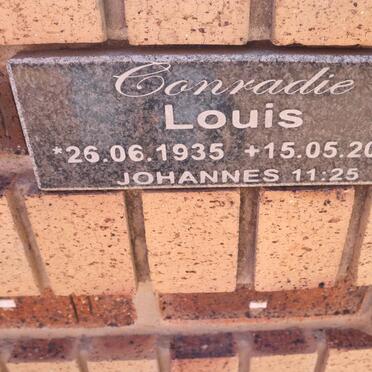 Conradie
Louis
*26.06.1935 +15.05.20
JOHANNES 11:25